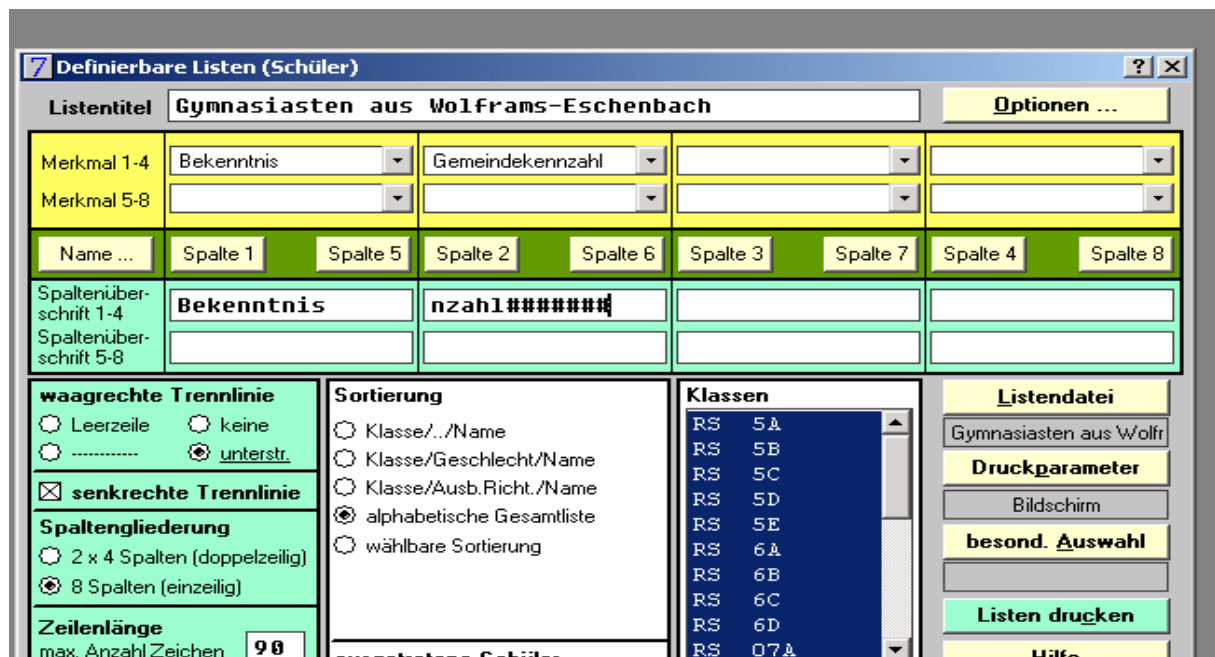 7 Definierbare Listen (Schüler) ? X
Listentitel Gymnasiasten aus Wolframs-Eschenbach Optionen ...
Merkmal 1-4 Bekenntnis Gemeindekennzahl
Merkmal 5-8
Name ... Spalte 1 Spalte 5 Spalte 2 Spalte 6 Spalte 3 Spalte 7 Spalte 4 Spalte 8
Spaltenüber-
schrift 1-4 Bekenntnis nzahl#######
Spaltenüber-
schrift 5-8
waagrechte Trennlinie
Leerzeile keine
------------ unterstr.
senkrechte Trennlinie
Spaltengliederung
2 x 4 Spalten (doppelzeilig)
8 Spalten (einzeilig)
Zeilenlänge
max. Anzahl Zeichen 90
Sortierung
Klasse/../Name
Klasse/Geschlecht/Name
Klasse/Ausb.Richt./Name
alphabetische Gesamtliste
wählbare Sortierung
ausgetretene Schüler
Klassen
RS 5A
RS 5B
RS 5C
RS 5D
RS 5E
RS 6A
RS 6B
RS 6C
RS 6D
RS 07A
Listendatei
Gymnasiasten aus Wolfr
Druckparameter
Bildschirm
besond. Auswahl
Listen drucken
Hilfe